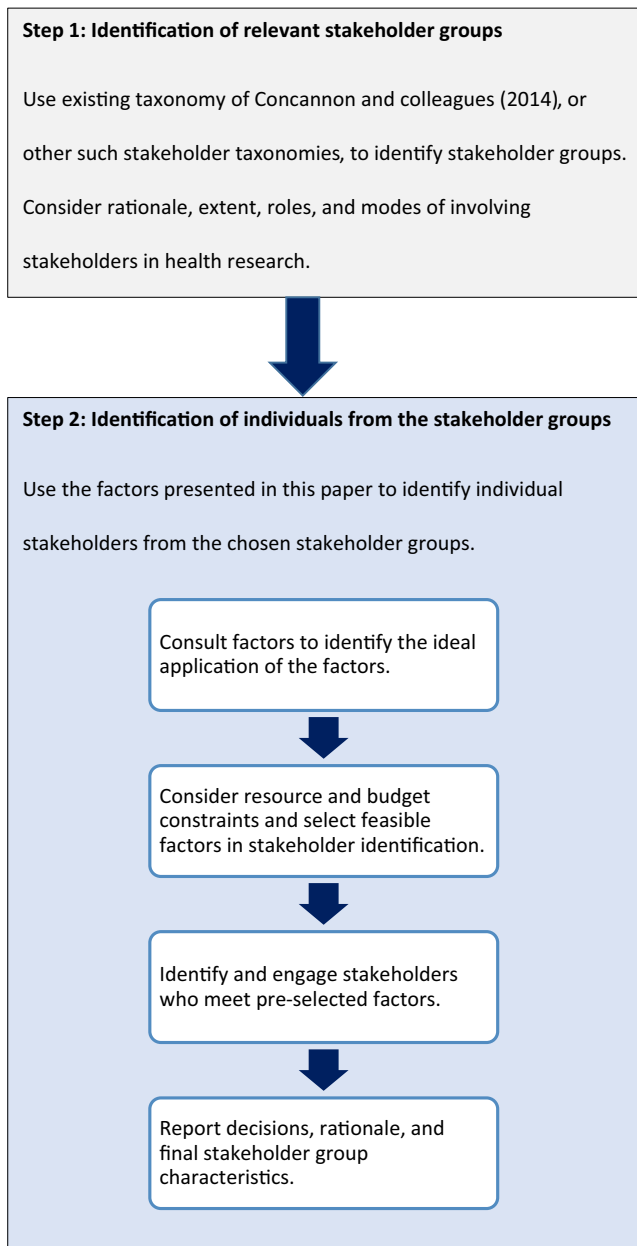 Step 1: Identification of relevant stakeholder groups
Use existing taxonomy of Concannon and colleagues (2014), or
other such stakeholder taxonomies, to identify stakeholder groups.
Consider rationale, extent, roles, and modes of involving
stakeholders in health research.
Step 2: Identification of individuals from the stakeholder groups
Use the factors presented in this paper to identify individual
stakeholders from the chosen stakeholder groups.
Consult factors to identify the ideal
application of the factors.
Consider resource and budget
constraints and select feasible
factors in stakeholder identification.
Identify and engage stakeholders
who meet pre-selected factors.
Report decisions, rationale, and
final stakeholder group
characteristics.